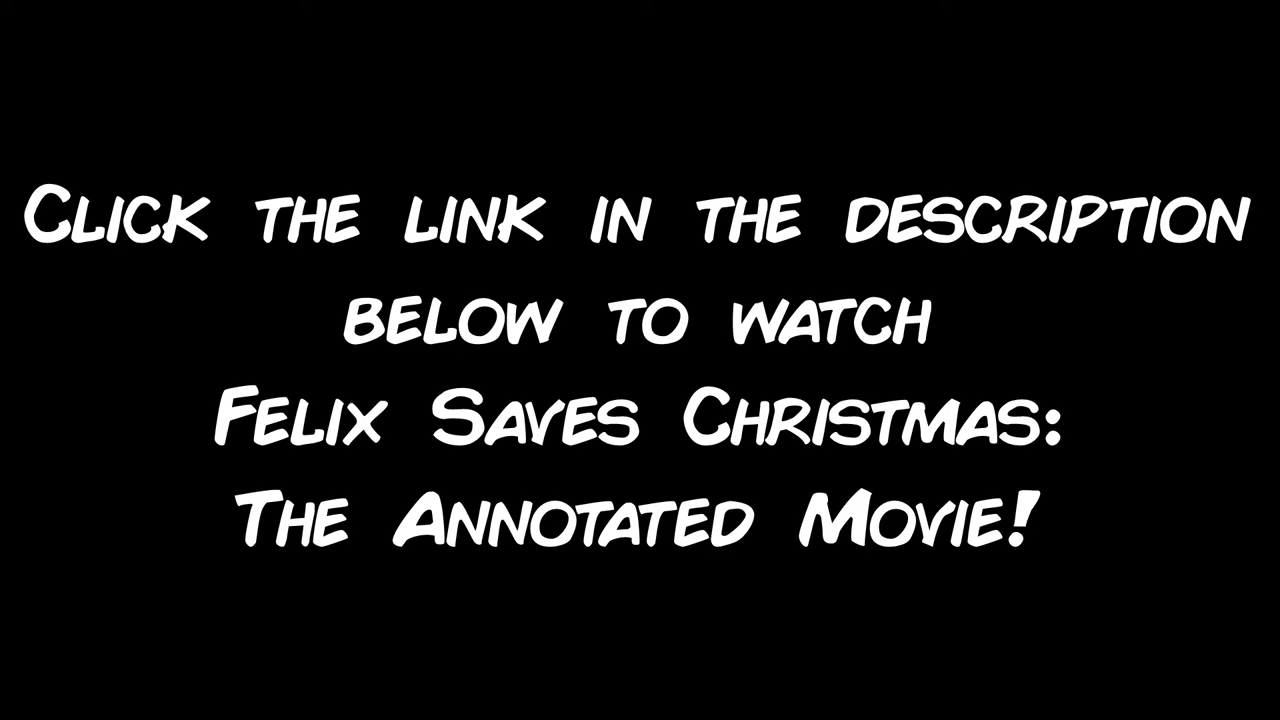 Click the link in the description
below to watch
Felix Saves Christmas:
The Annotated Movie!